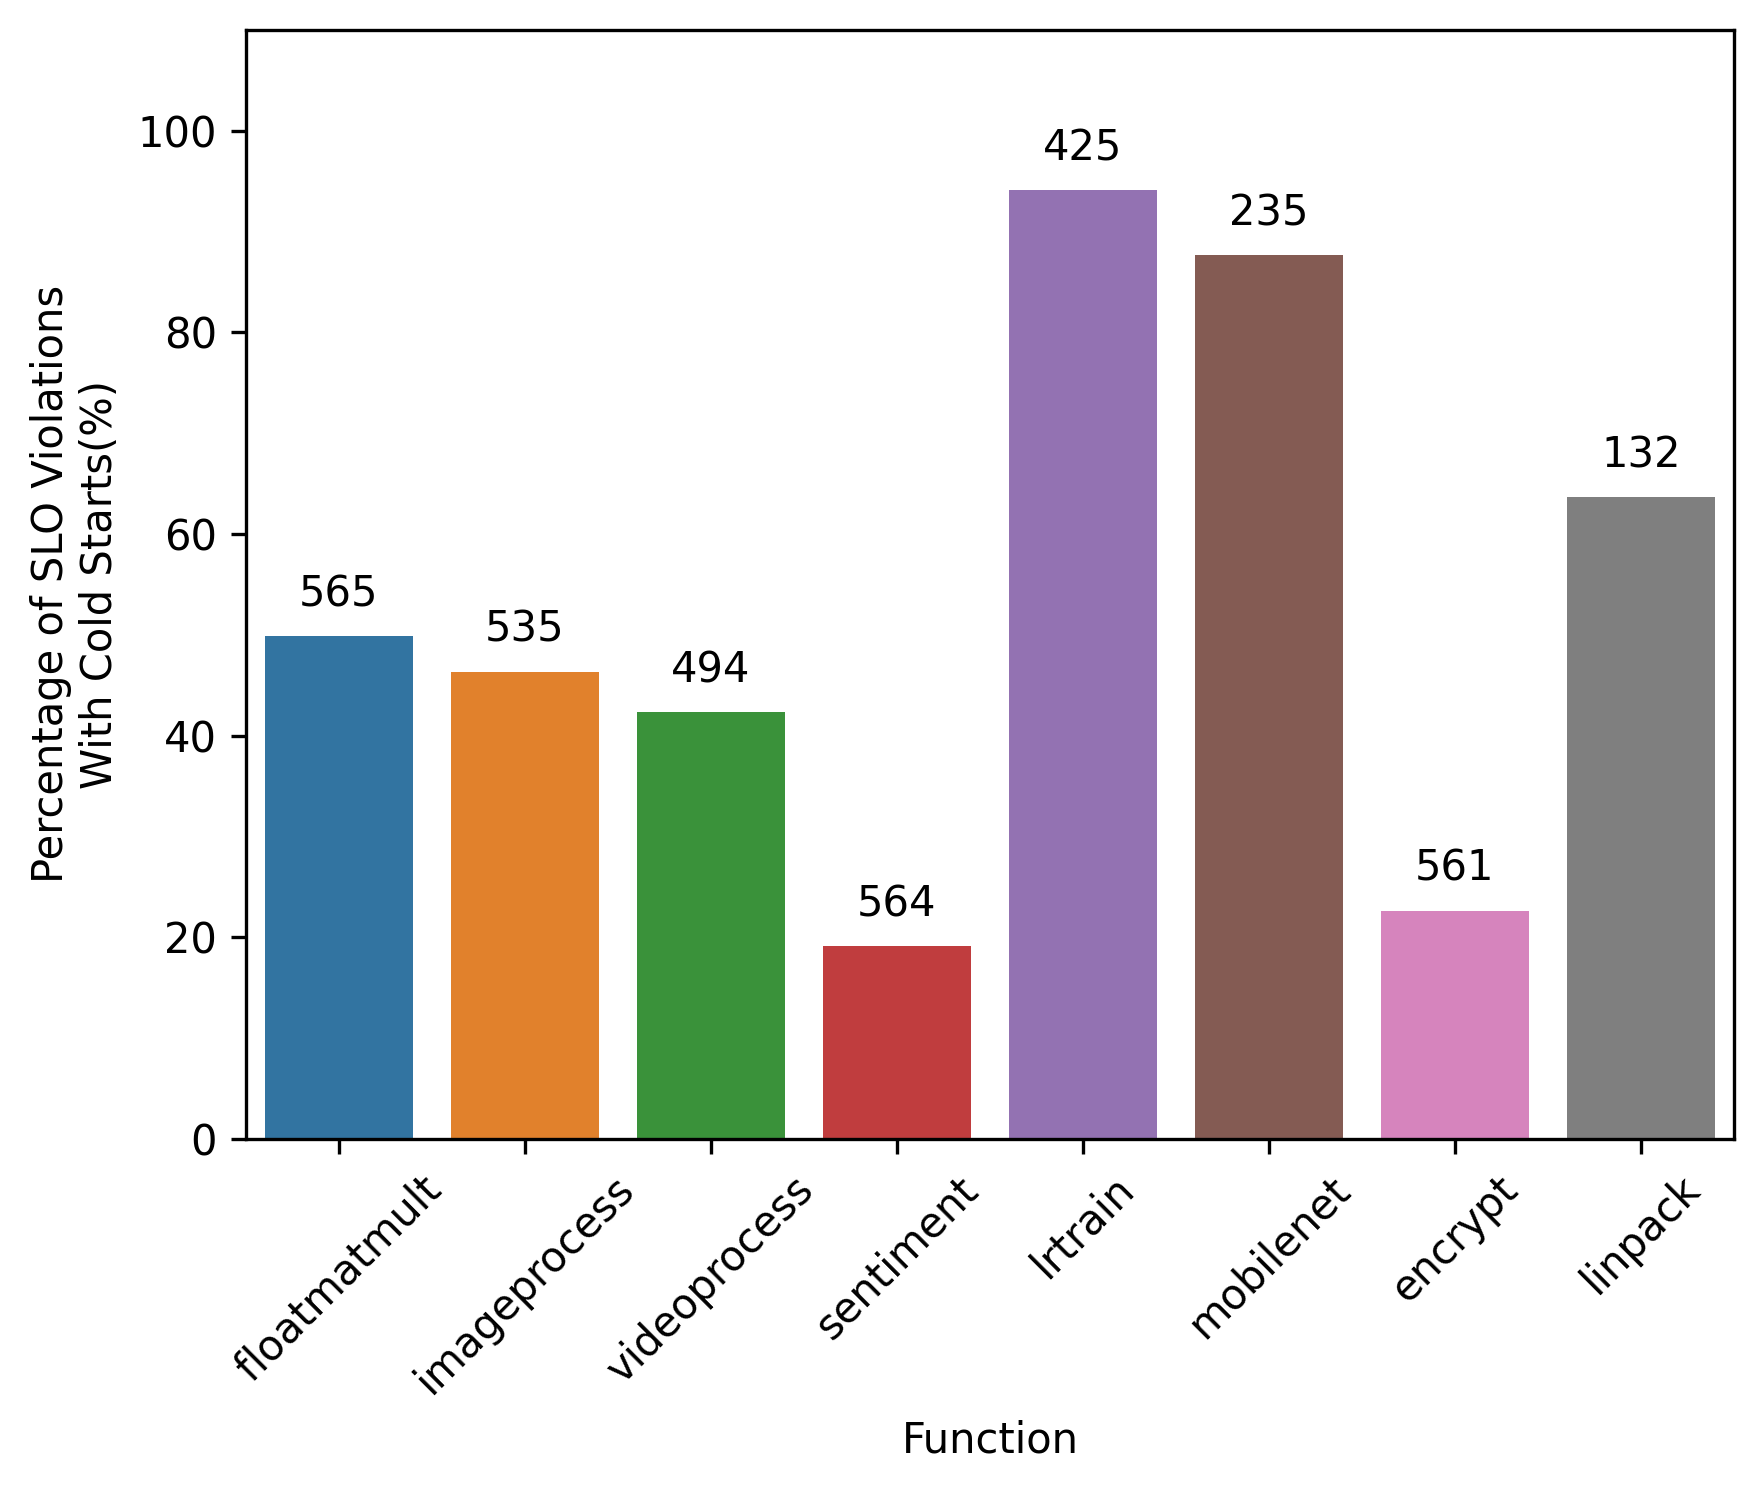 Percentage of SLO Violations
With Cold Starts(%)
100
80
60
40
20
0
565
535
494
564
425
235
561
132
floatmatmult
imageprocess
videoprocess
sentiment
lrtrain
mobilenet
encrypt
linpack
Function